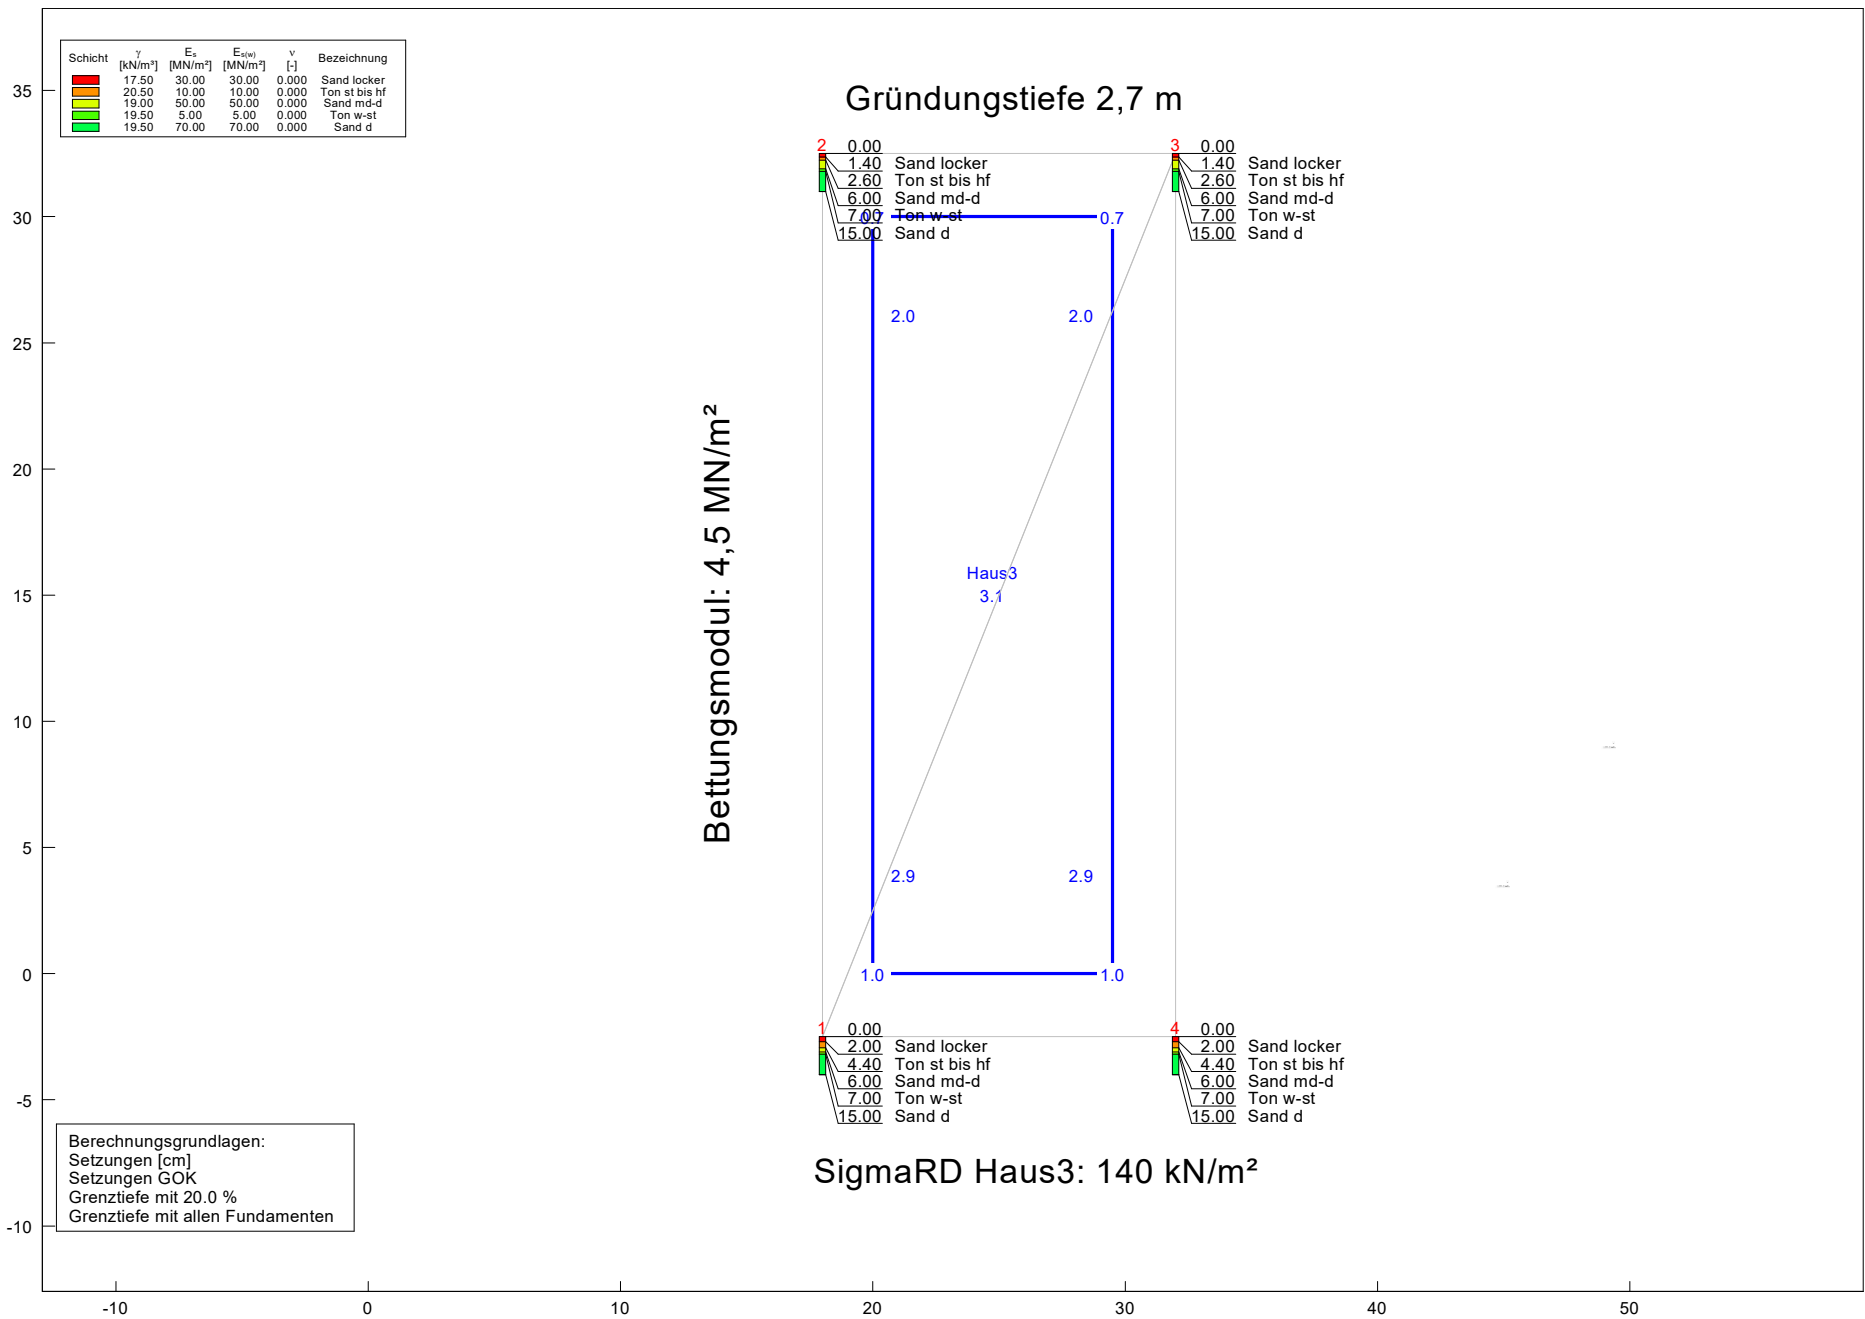 Schicht γ [kN/m³] Es [MN/m²] Es(w) [MN/m²] ν [-] Bezeichnung
17.50 30.00 30.00 0.000 Sand locker
20.50 10.00 10.00 0.000 Ton st bis hf
19.00 50.00 50.00 0.000 Sand md-d
19.50 5.00 5.00 0.000 Ton w-st
19.50 70.00 70.00 0.000 Sand d
Gründungstiefe 2,7 m
2 0.00
1.40 Sand locker
2.60 Ton st bis hf
6.00 Sand md-d
7.00 Ton w-st
15.00 Sand d
3 0.00
1.40 Sand locker
2.60 Ton st bis hf
6.00 Sand md-d
7.00 Ton w-st
15.00 Sand d
0.7 0.7
2.0 2.0
Bettungsmodul: 4,5 MN/m²
Haus3
3.1
2.9 2.9
1.0 1.0
1 0.00
2.00 Sand locker
4.40 Ton st bis hf
6.00 Sand md-d
7.00 Ton w-st
15.00 Sand d
4 0.00
2.00 Sand locker
4.40 Ton st bis hf
6.00 Sand md-d
7.00 Ton w-st
15.00 Sand d
SigmaRD Haus3: 140 kN/m²
Berechnungsgrundlagen:
Setzungen [cm]
Setzungen GOK
Grenztiefe mit 20.0 %
Grenztiefe mit allen Fundamenten
35
30
25
20
15
10
5
0
-5
-10
-10 0 10 20 30 40 50